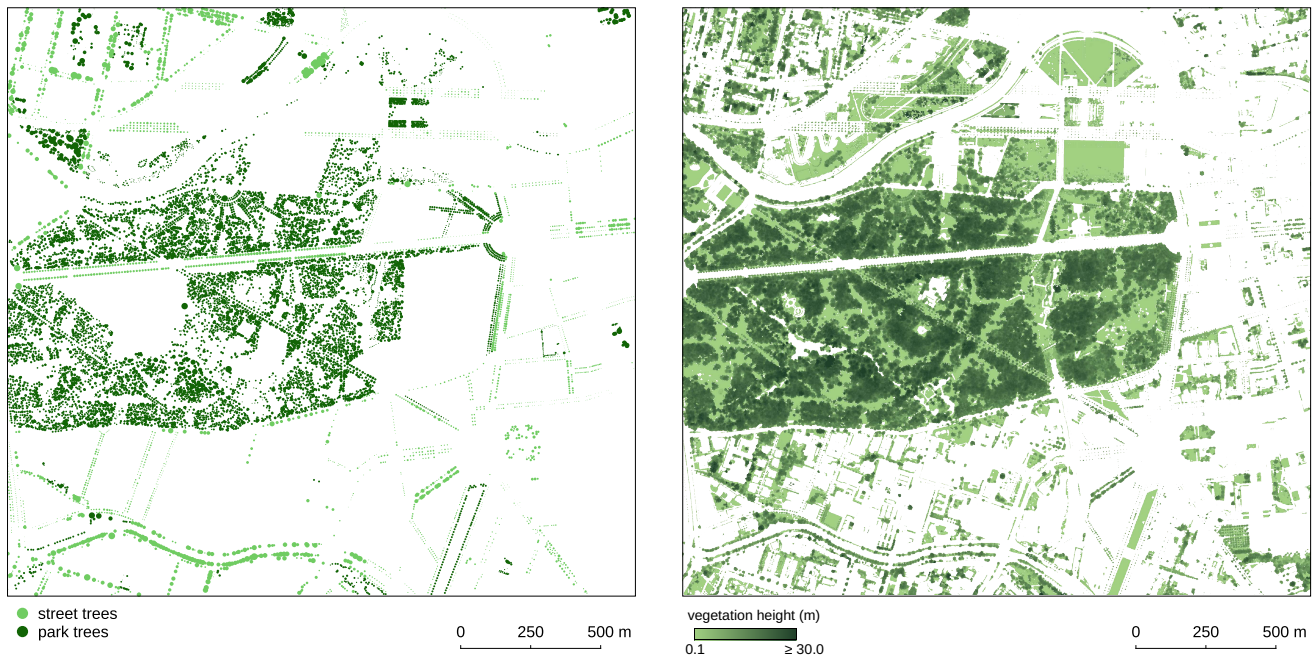 street trees
park trees
0 250 500 m
vegetation height (m)
0.1 ≥ 30.0
0 250 500 m